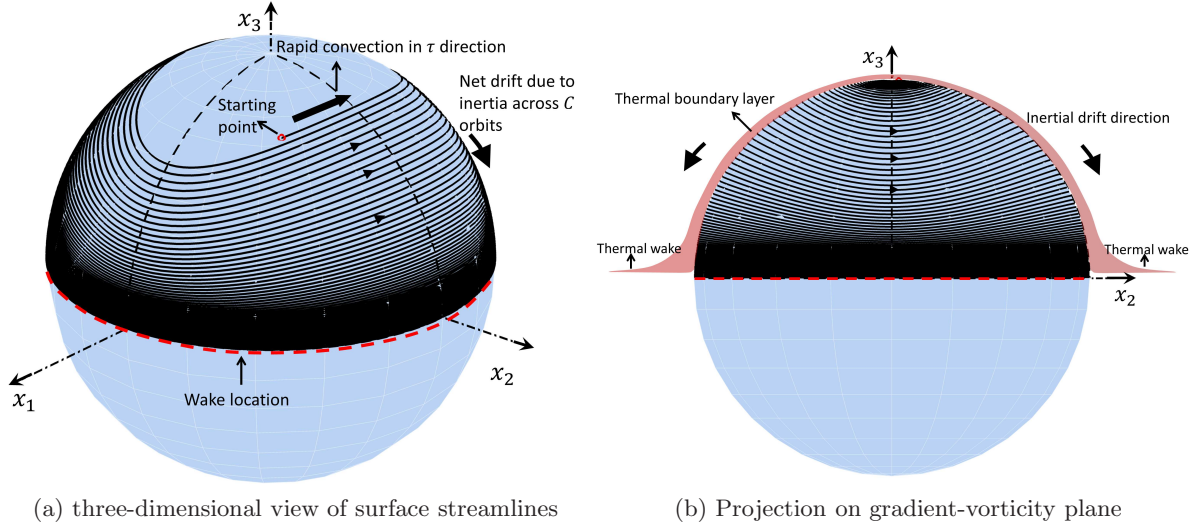 x₃
Rapid convection in τ direction
Net drift due to
inertia across C
orbits
Starting
point
x₁
x₂
Wake location
(a) three-dimensional view of surface streamlines
x₃
Thermal boundary layer
Inertial drift direction
Thermal wake
Thermal wake
x₂
(b) Projection on gradient-vorticity plane